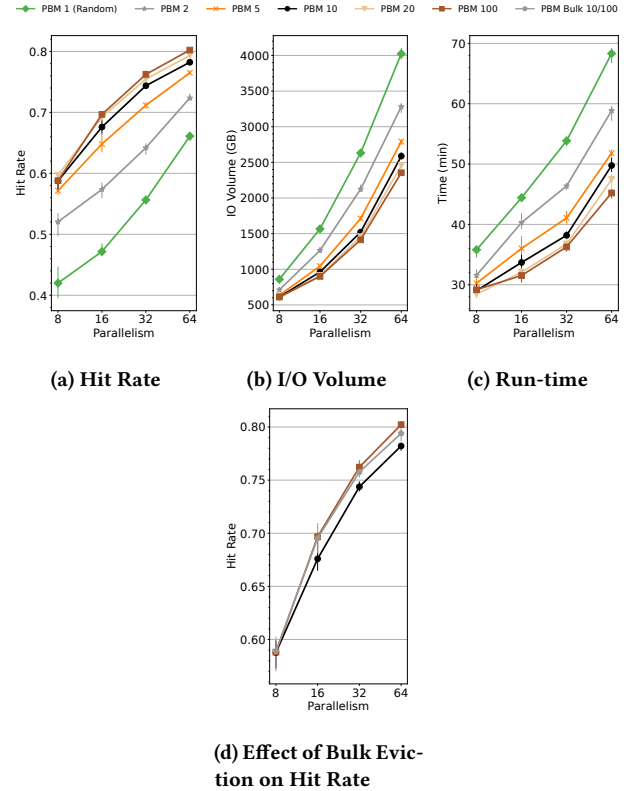 PBM 1 (Random) PBM 2 PBM 5 PBM 10 PBM 20 PBM 100 PBM Bulk 10/100
0.8
0.7
0.6
0.5
0.4
Hit Rate
8 16 32 64
Parallelism
(a) Hit Rate
4000
3500
3000
2500
2000
1500
1000
500
IO Volume (GB)
8 16 32 64
Parallelism
(b) I/O Volume
70
60
50
40
30
Time (min)
8 16 32 64
Parallelism
(c) Run-time
0.80
0.75
0.70
0.65
0.60
Hit Rate
8 16 32 64
Parallelism
(d) Effect of Bulk Evic-
tion on Hit Rate